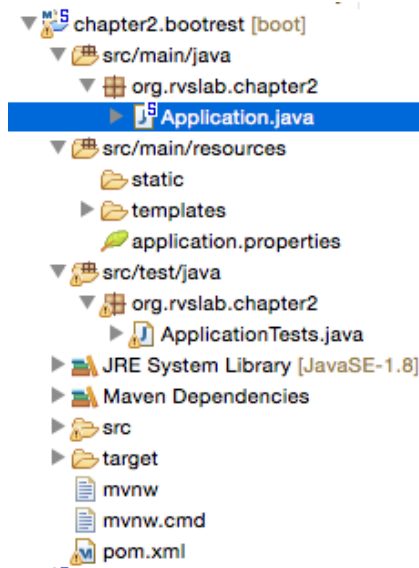 chapter2.bootrest [boot]
src/main/java
org.rvslab.chapter2
Application.java
src/main/resources
static
templates
application.properties
src/test/java
org.rvslab.chapter2
ApplicationTests.java
JRE System Library [JavaSE-1.8]
Maven Dependencies
src
target
mvnw
mvnw.cmd
pom.xml